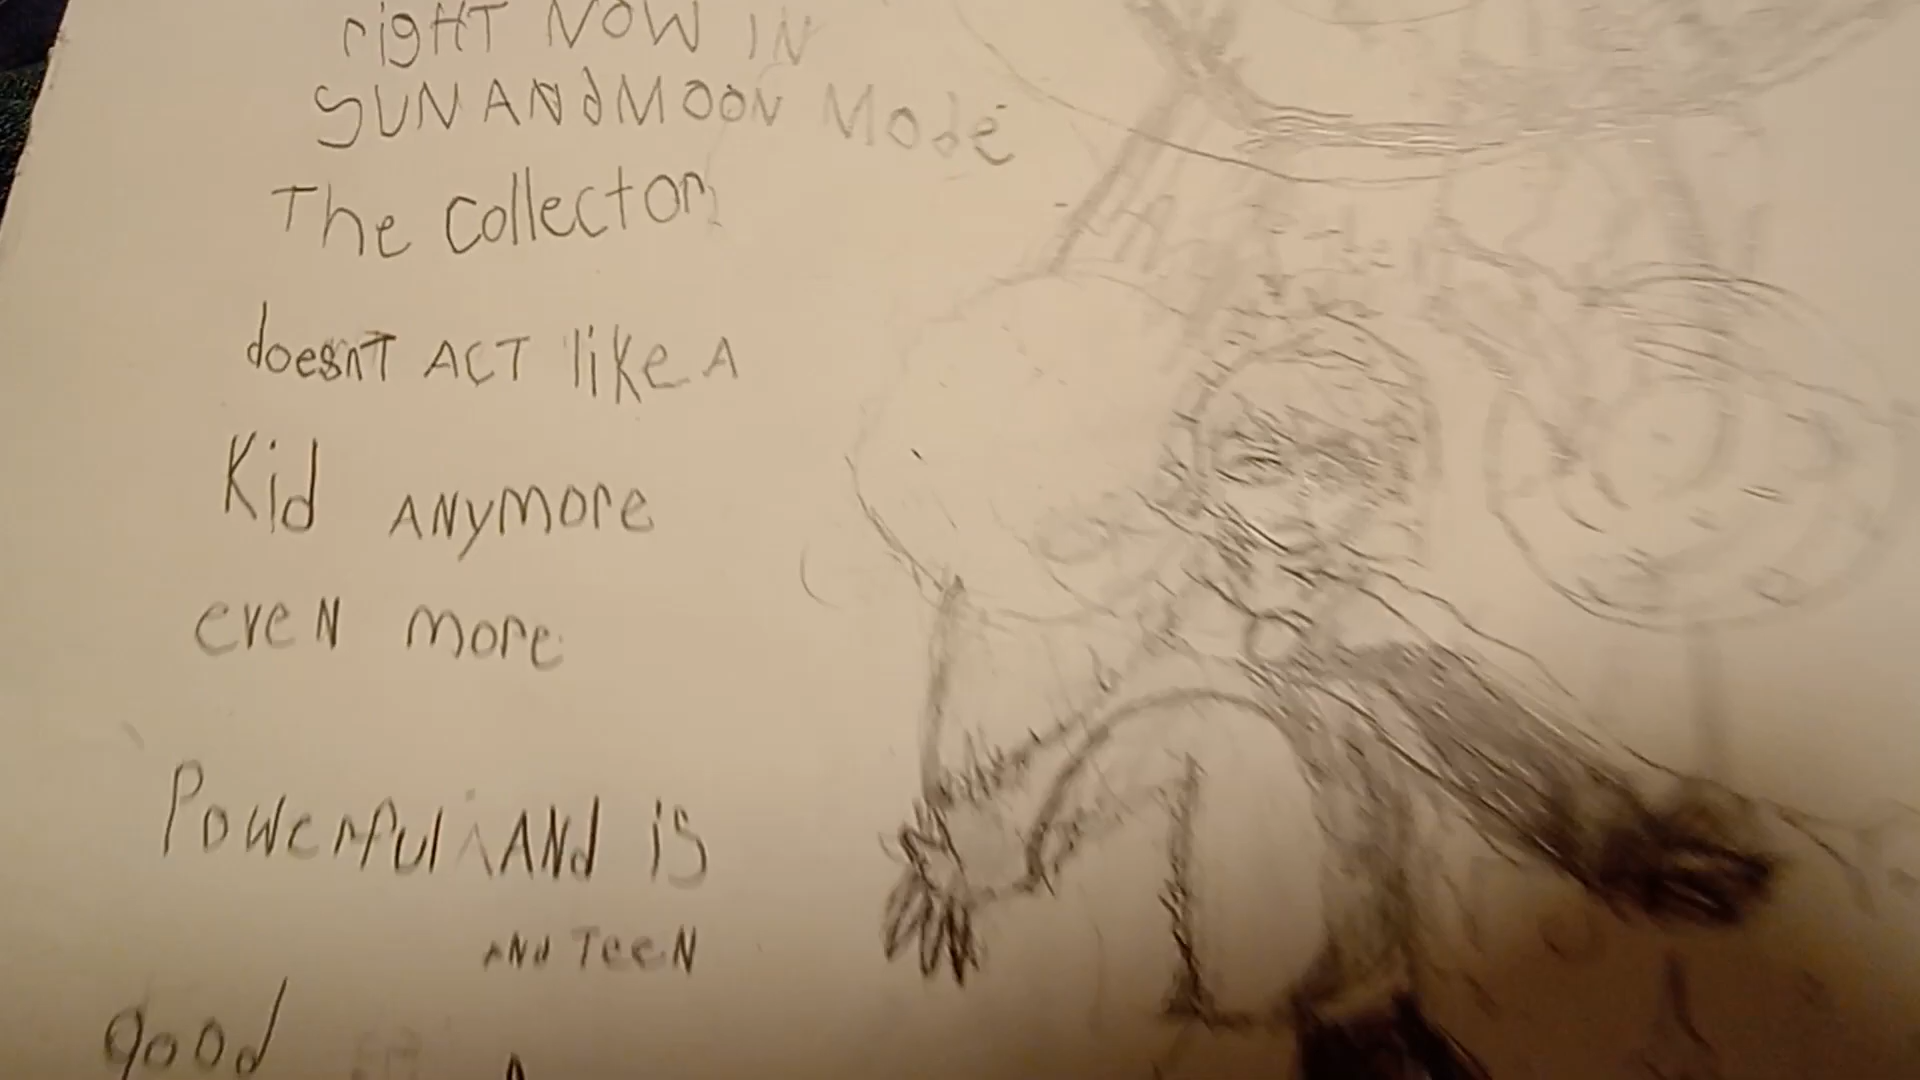 right NOW IN
SUN ANd MOON Mode
The collector
doesnT ACT like A
Kid ANymore
eveN more
Powerful ANd is
ANd TeeN
good